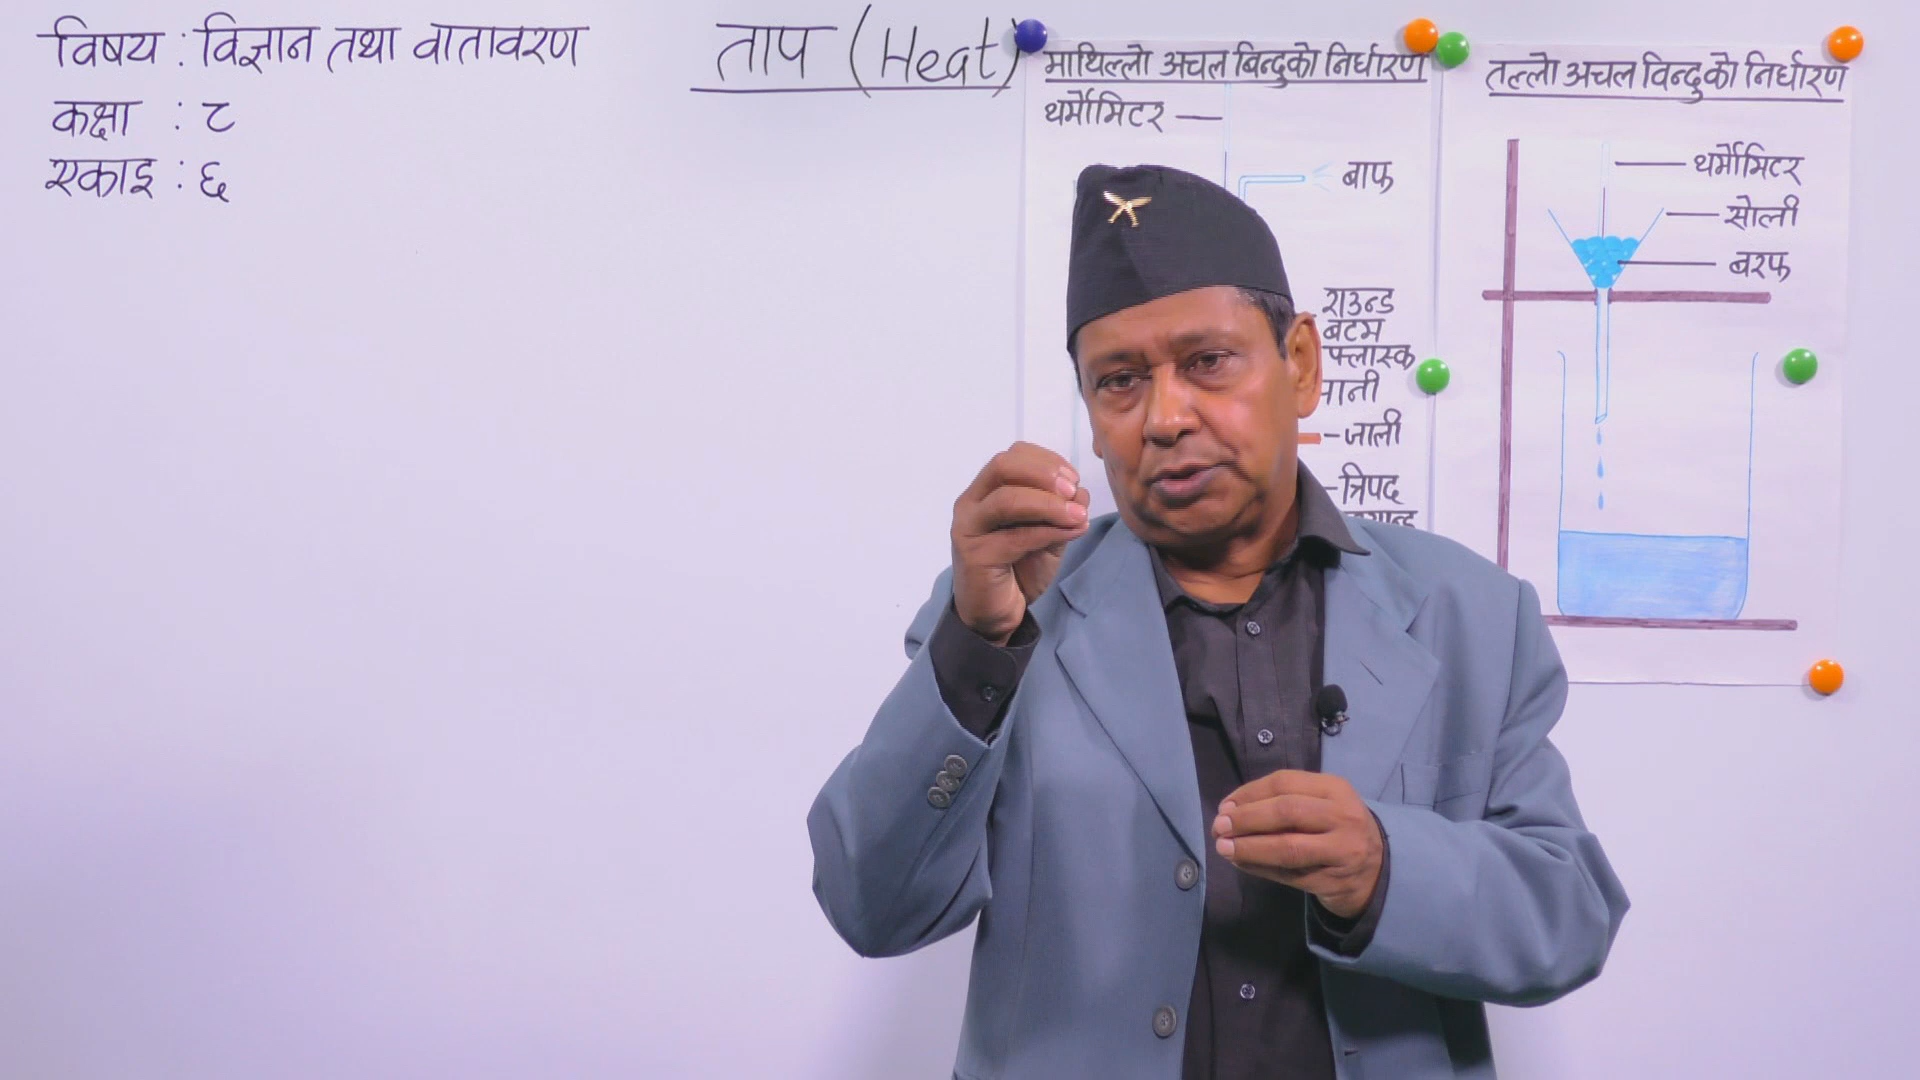 विषय : विज्ञान तथा वातावरण
कक्षा : ८
एकाइ : ६
ताप (Heat)
माथिल्लो अचल बिन्दुको निर्धारण
थर्मोमिटर
बाफ
राउन्ड
बटम
फ्लास्क
पानी
जाली
त्रिपद
तल्लो अचल विन्दुको निर्धारण
थर्मोमिटर
सोली
बरफ